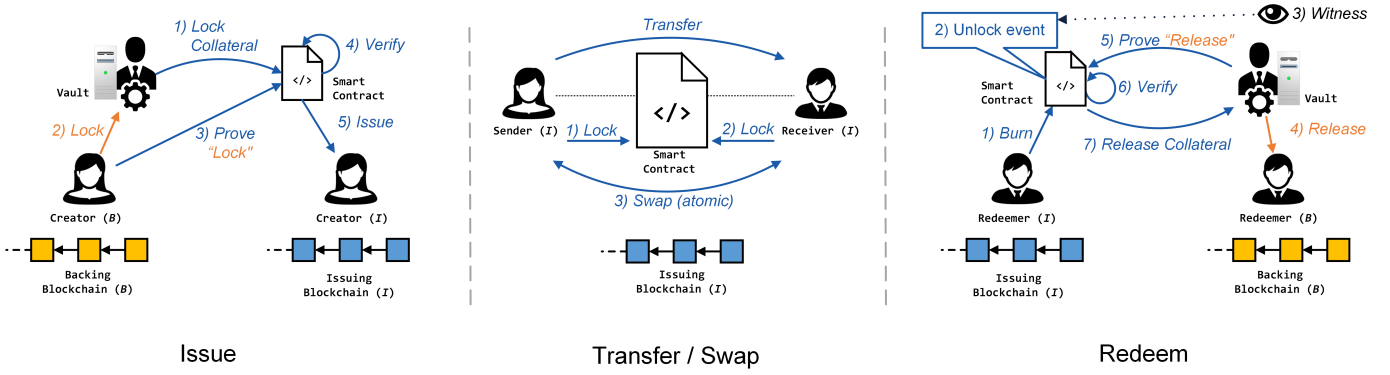 1) Lock
Collateral
4) Verify
</>
Vault
Smart
Contract
2) Lock
3) Prove
“Lock”
5) Issue
Creator (B)
Creator (I)
Backing
Blockchain (B)
Issuing
Blockchain (I)
Issue
Transfer
</>
Sender (I)
Receiver (I)
1) Lock
2) Lock
Smart
Contract
3) Swap (atomic)
Issuing
Blockchain (I)
Transfer / Swap
2) Unlock event
3) Witness
5) Prove “Release”
</>
Smart
Contract
6) Verify
Vault
1) Burn
7) Release Collateral
4) Release
Redeemer (I)
Redeemer (B)
Issuing
Blockchain (I)
Backing
Blockchain (B)
Redeem